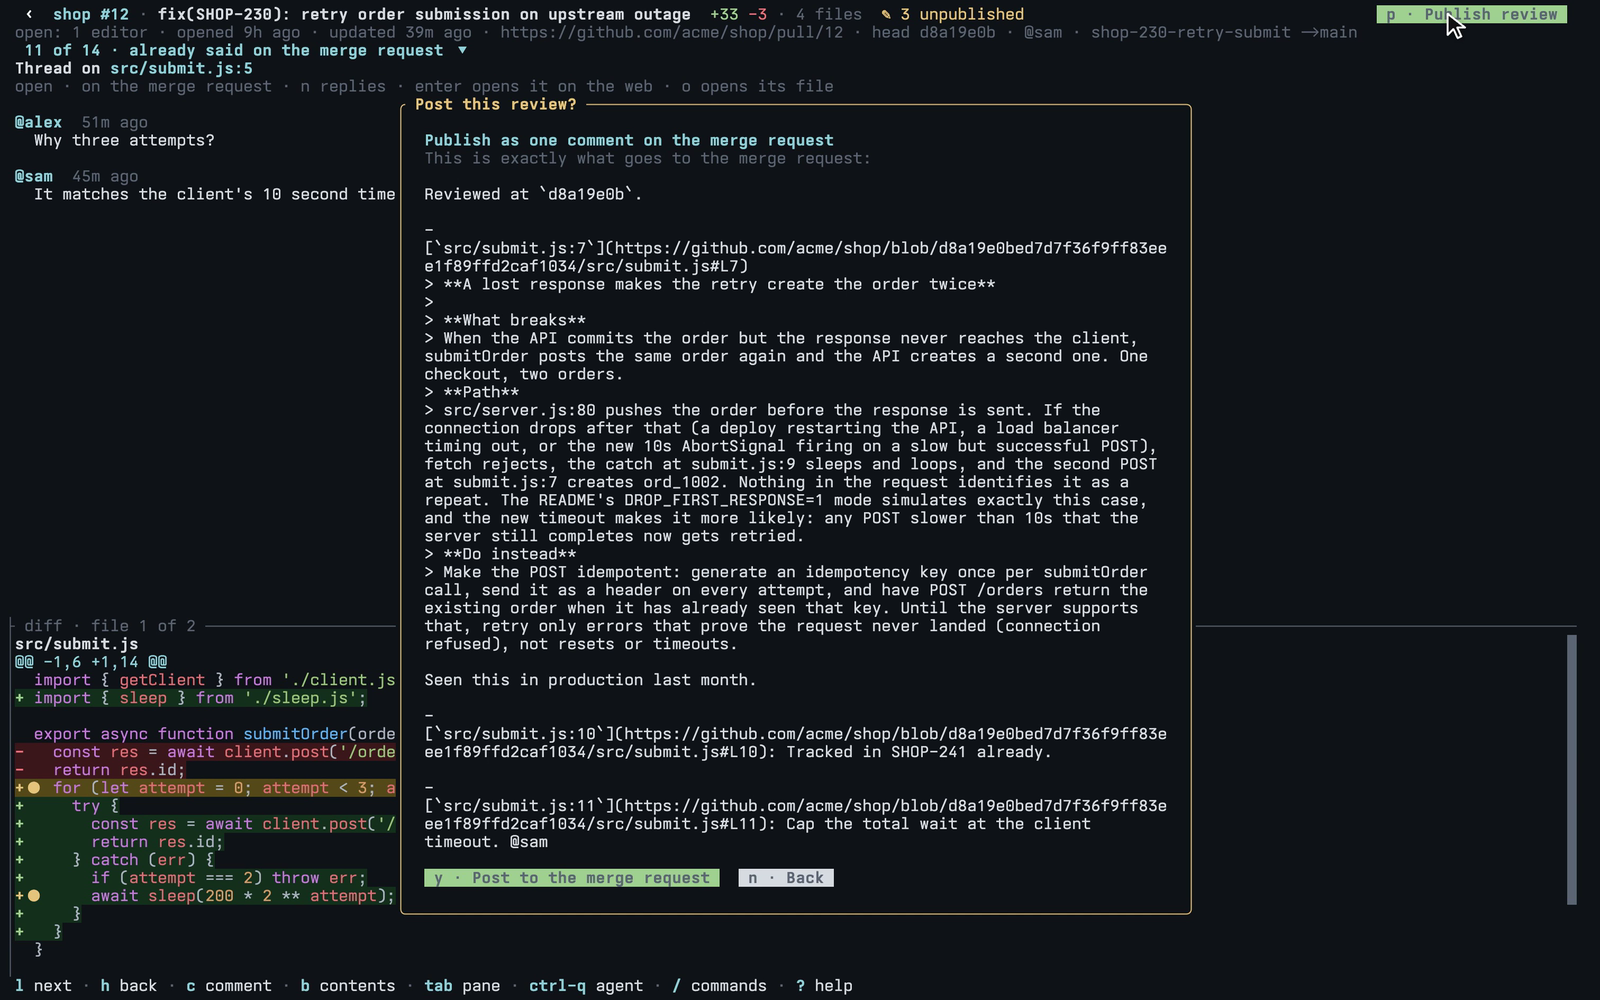 ‹ shop #12 · fix(SHOP-230): retry order submission on upstream outage +33 −3 · 4 files ✎ 3 unpublished p · Publish review
open: 1 editor · opened 9h ago · updated 39m ago · https://github.com/acme/shop/pull/12 · head d8a19e0b · @sam · shop-230-retry-submit ─>main
11 of 14 · already said on the merge request ▼
Thread on src/submit.js:5
open · on the merge request · n replies · enter opens it on the web · o opens its file
@alex 51m ago
Why three attempts?
@sam 45m ago
It matches the client's 10 second time
Post this review?
Publish as one comment on the merge request
This is exactly what goes to the merge request:
Reviewed at `d8a19e0b`.
–
[`src/submit.js:7`](https://github.com/acme/shop/blob/d8a19e0bed7d7f36f9ff83ee
e1f89ffd2caf1034/src/submit.js#L7)
> **A lost response makes the retry create the order twice**
>
> **What breaks**
> When the API commits the order but the response never reaches the client,
submitOrder posts the same order again and the API creates a second one. One
checkout, two orders.
> **Path**
> src/server.js:80 pushes the order before the response is sent. If the
connection drops after that (a deploy restarting the API, a load balancer
timing out, or the new 10s AbortSignal firing on a slow but successful POST),
fetch rejects, the catch at submit.js:9 sleeps and loops, and the second POST
at submit.js:7 creates ord_1002. Nothing in the request identifies it as a
repeat. The README's DROP_FIRST_RESPONSE=1 mode simulates exactly this case,
and the new timeout makes it more likely: any POST slower than 10s that the
server still completes now gets retried.
> **Do instead**
> Make the POST idempotent: generate an idempotency key once per submitOrder
call, send it as a header on every attempt, and have POST /orders return the
existing order when it has already seen that key. Until the server supports
that, retry only errors that prove the request never landed (connection
refused), not resets or timeouts.
Seen this in production last month.
–
[`src/submit.js:10`](https://github.com/acme/shop/blob/d8a19e0bed7d7f36f9ff83e
ee1f89ffd2caf1034/src/submit.js#L10): Tracked in SHOP-241 already.
–
[`src/submit.js:11`](https://github.com/acme/shop/blob/d8a19e0bed7d7f36f9ff83e
ee1f89ffd2caf1034/src/submit.js#L11): Cap the total wait at the client
timeout. @sam
y · Post to the merge request n · Back
diff · file 1 of 2
src/submit.js
@@ -1,6 +1,14 @@
import { getClient } from './client.js
+ import { sleep } from './sleep.js';
export async function submitOrder(orde
− const res = await client.post('/orde
− return res.id;
+● for (let attempt = 0; attempt < 3; a
+ try {
+ const res = await client.post('/
+ return res.id;
+ } catch (err) {
+ if (attempt === 2) throw err;
+● await sleep(200 * 2 ** attempt);
+ }
+ }
}
l next · h back · c comment · b contents · tab pane · ctrl-q agent · / commands · ? help